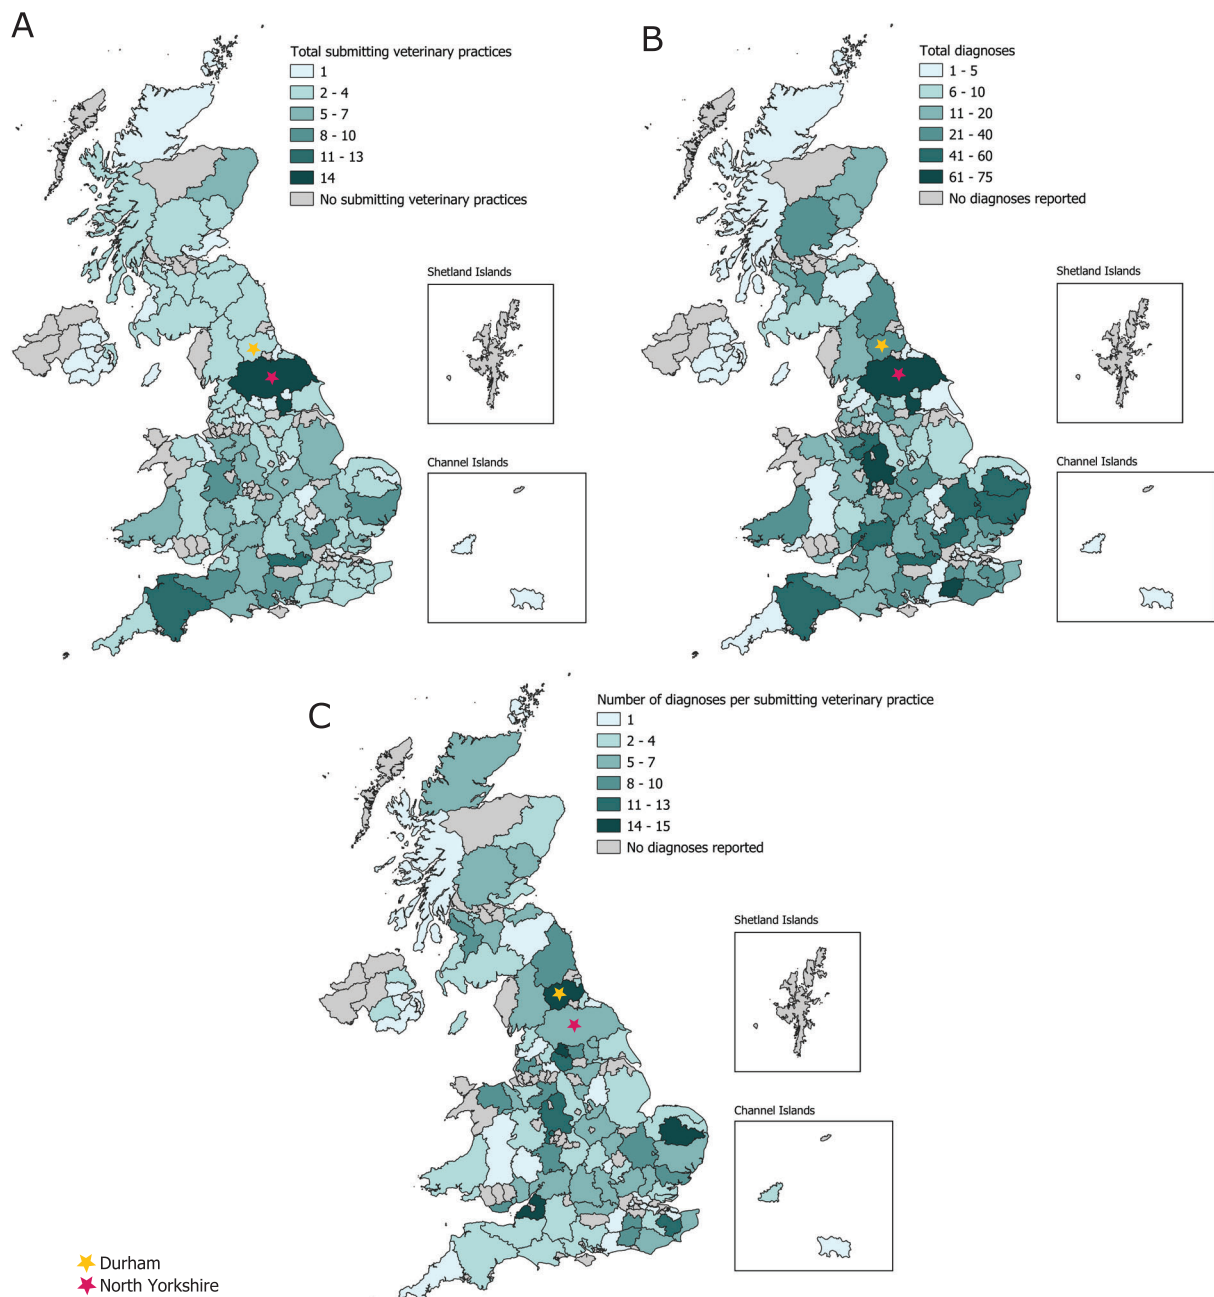 A
Total submitting veterinary practices
1
2 - 4
5 - 7
8 - 10
11 - 13
14
No submitting veterinary practices
Shetland Islands
Channel Islands
B
Total diagnoses
1 - 5
6 - 10
11 - 20
21 - 40
41 - 60
61 - 75
No diagnoses reported
Shetland Islands
Channel Islands
C
Number of diagnoses per submitting veterinary practice
1
2 - 4
5 - 7
8 - 10
11 - 13
14 - 15
No diagnoses reported
Shetland Islands
Channel Islands
Durham
North Yorkshire